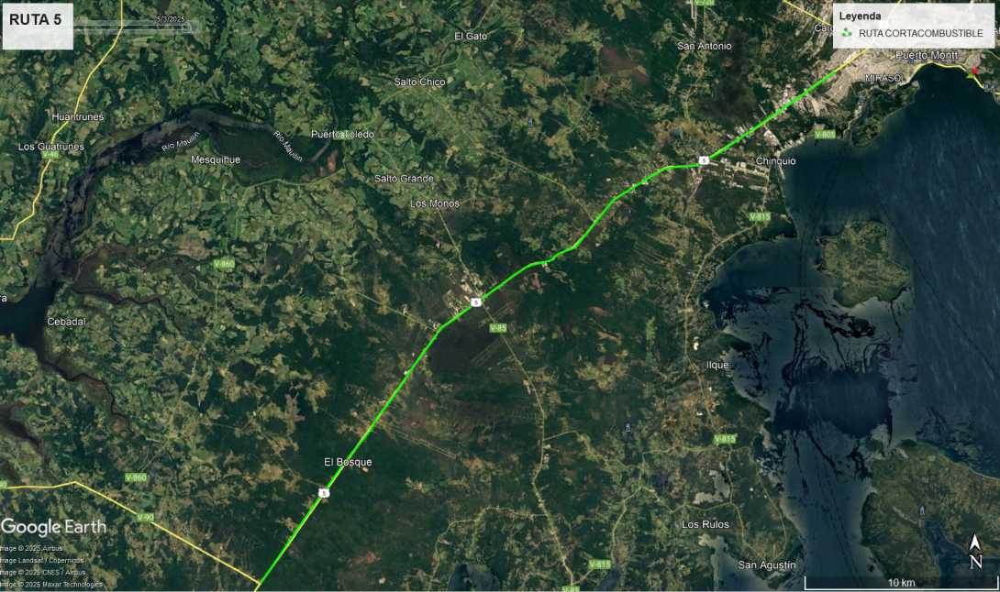 RUTA 5
5/3/2025
Leyenda
RUTA CORTACOMBUSTIBLE
El Gato
San Antonio
Puerto Montt
MIRASOL
Salto Chico
Huantrunes
Los Guatrunes
V-46
Río Maullín
Río Maullín
Puerto Toledo
V-805
Mesquihue
5
Chinquio
Salto Grande
Los Monos
V-815
V-860
5
Cebadal
V-85
Ilque
V-815
El Bosque
V-860
5
V-90
Google Earth
Los Rulos
Image © 2025 Airbus
Image Landsat / Copernicus
Image © 2025 CNES / Airbus
Image © 2025 Maxar Technologies
V-815
San Agustín
V-85
N
10 km